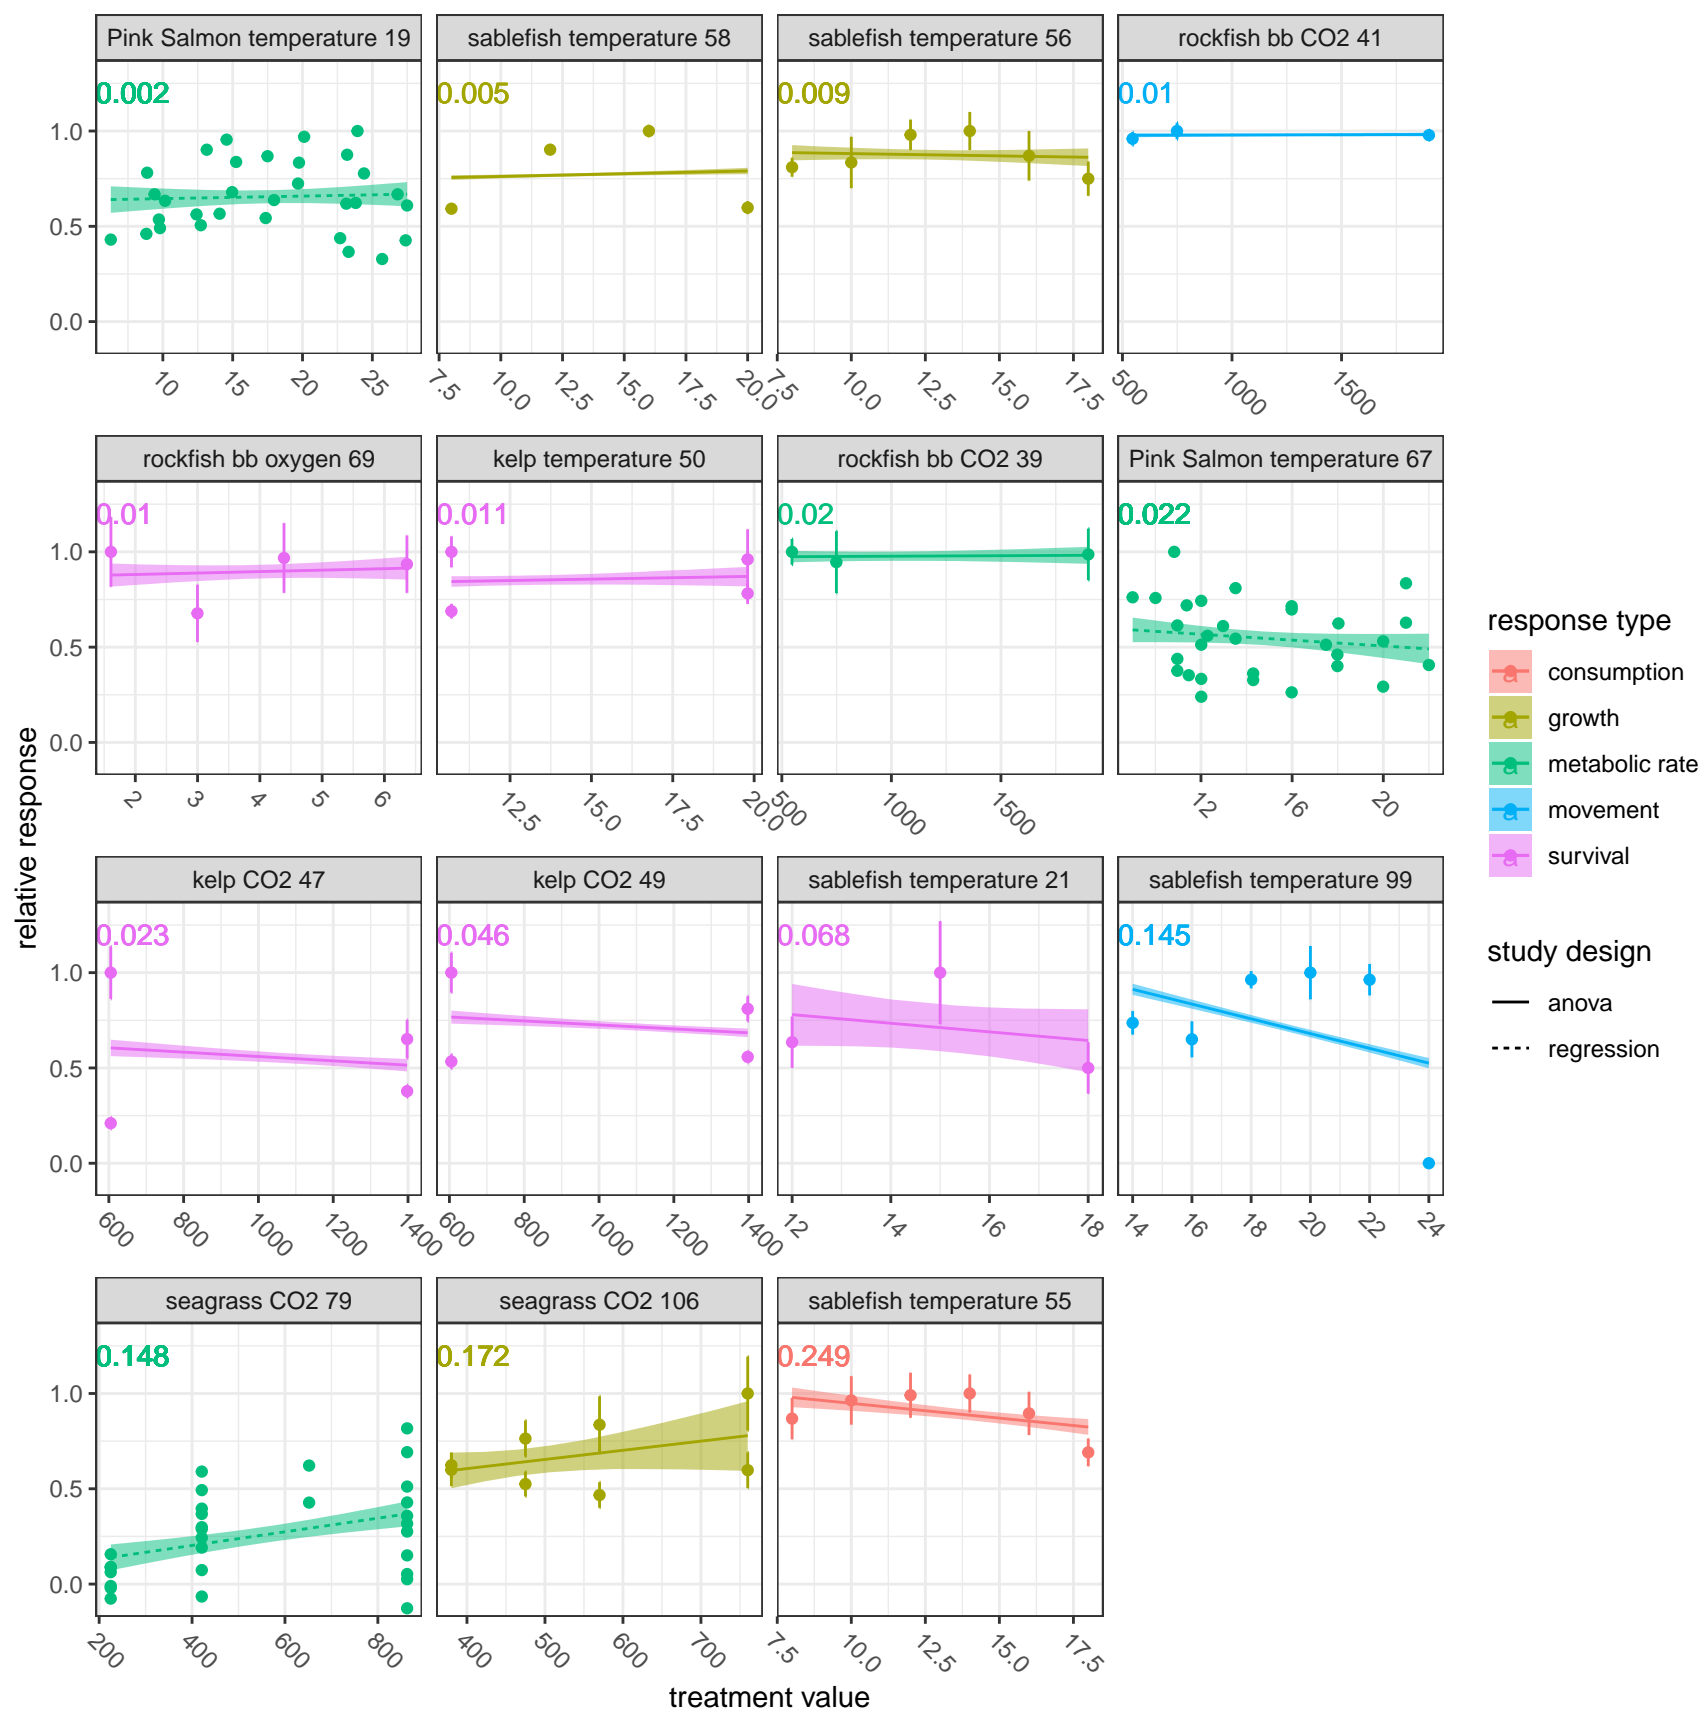 Pink Salmon temperature 19 sablefish temperature 58 sablefish temperature 56 rockfish bb CO2 41
0.002 0.005 0.009 0.01
1.0
0.5
0.0
10 15 20 25 7.5 10.0 12.5 15.0 17.5 20.0 7.5 10.0 12.5 15.0 17.5 500 1000 1500
rockfish bb oxygen 69 kelp temperature 50 rockfish bb CO2 39 Pink Salmon temperature 67
0.01 0.011 0.02 0.022
1.0
0.5
0.0
2 3 4 5 6 12.5 15.0 17.5 20.0 500 1000 1500 12 16 20
kelp CO2 47 kelp CO2 49 sablefish temperature 21 sablefish temperature 99
0.023 0.046 0.068 0.145
1.0
0.5
0.0
600 800 1000 1200 1400 600 800 1000 1200 1400 12 14 16 18 14 16 18 20 22 24
seagrass CO2 79 seagrass CO2 106 sablefish temperature 55
0.148 0.172 0.249
1.0
0.5
0.0
200 400 600 800 400 500 600 700 7.5 10.0 12.5 15.0 17.5
treatment value
relative response
response type
a consumption
a growth
a metabolic rate
a movement
a survival
study design
anova
regression